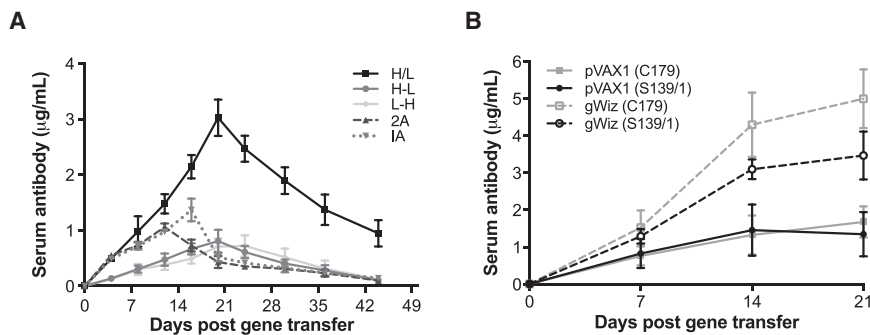 A
Serum antibody (μg/mL)
4
3
2
1
0
0 7 14 21 28 35 42 49
Days post gene transfer
H/L
H-L
L-H
2A
IA
B
Serum antibody (μg/mL)
6
5
4
3
2
1
0
0 7 14 21
Days post gene transfer
pVAX1 (C179)
pVAX1 (S139/1)
gWiz (C179)
gWiz (S139/1)